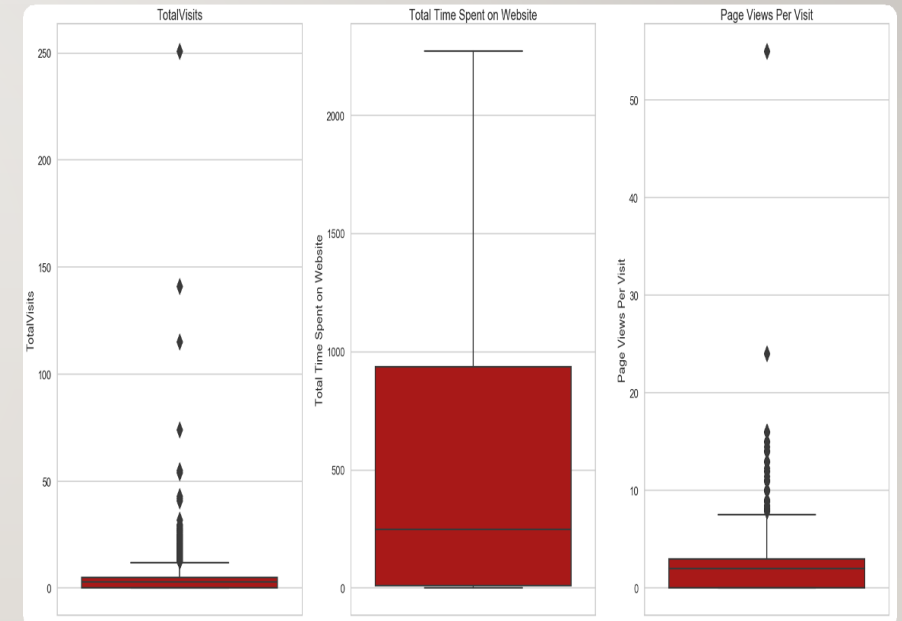 TotalVisits
TotalVisits
250
200
150
100
50
0
Total Time Spent on Website
Total Time Spent on Website
2000
1500
1000
500
0
Page Views Per Visit
Page Views Per Visit
50
40
30
20
10
0